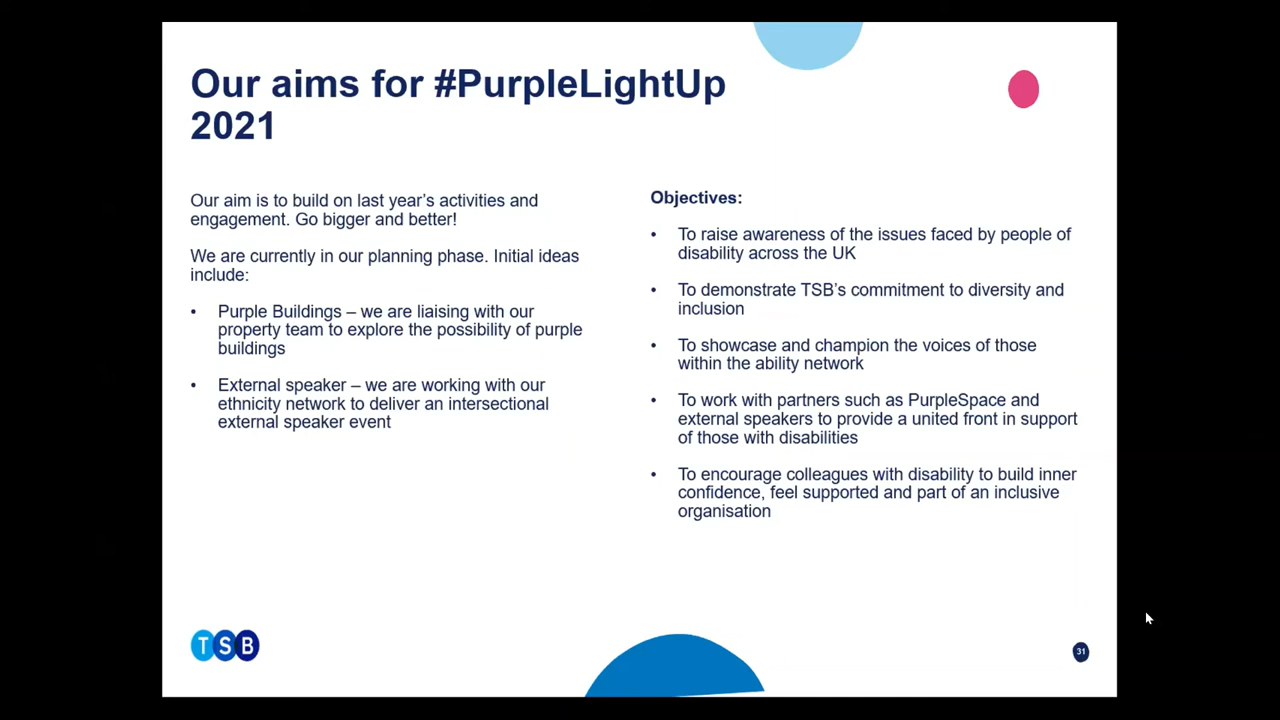 Our aims for #PurpleLightUp
2021
Our aim is to build on last year’s activities and
engagement. Go bigger and better!
We are currently in our planning phase. Initial ideas
include:
• Purple Buildings – we are liaising with our
property team to explore the possibility of purple
buildings
• External speaker – we are working with our
ethnicity network to deliver an intersectional
external speaker event
Objectives:
• To raise awareness of the issues faced by people of
disability across the UK
• To demonstrate TSB’s commitment to diversity and
inclusion
• To showcase and champion the voices of those
within the ability network
• To work with partners such as PurpleSpace and
external speakers to provide a united front in support
of those with disabilities
• To encourage colleagues with disability to build inner
confidence, feel supported and part of an inclusive
organisation
TSB
31